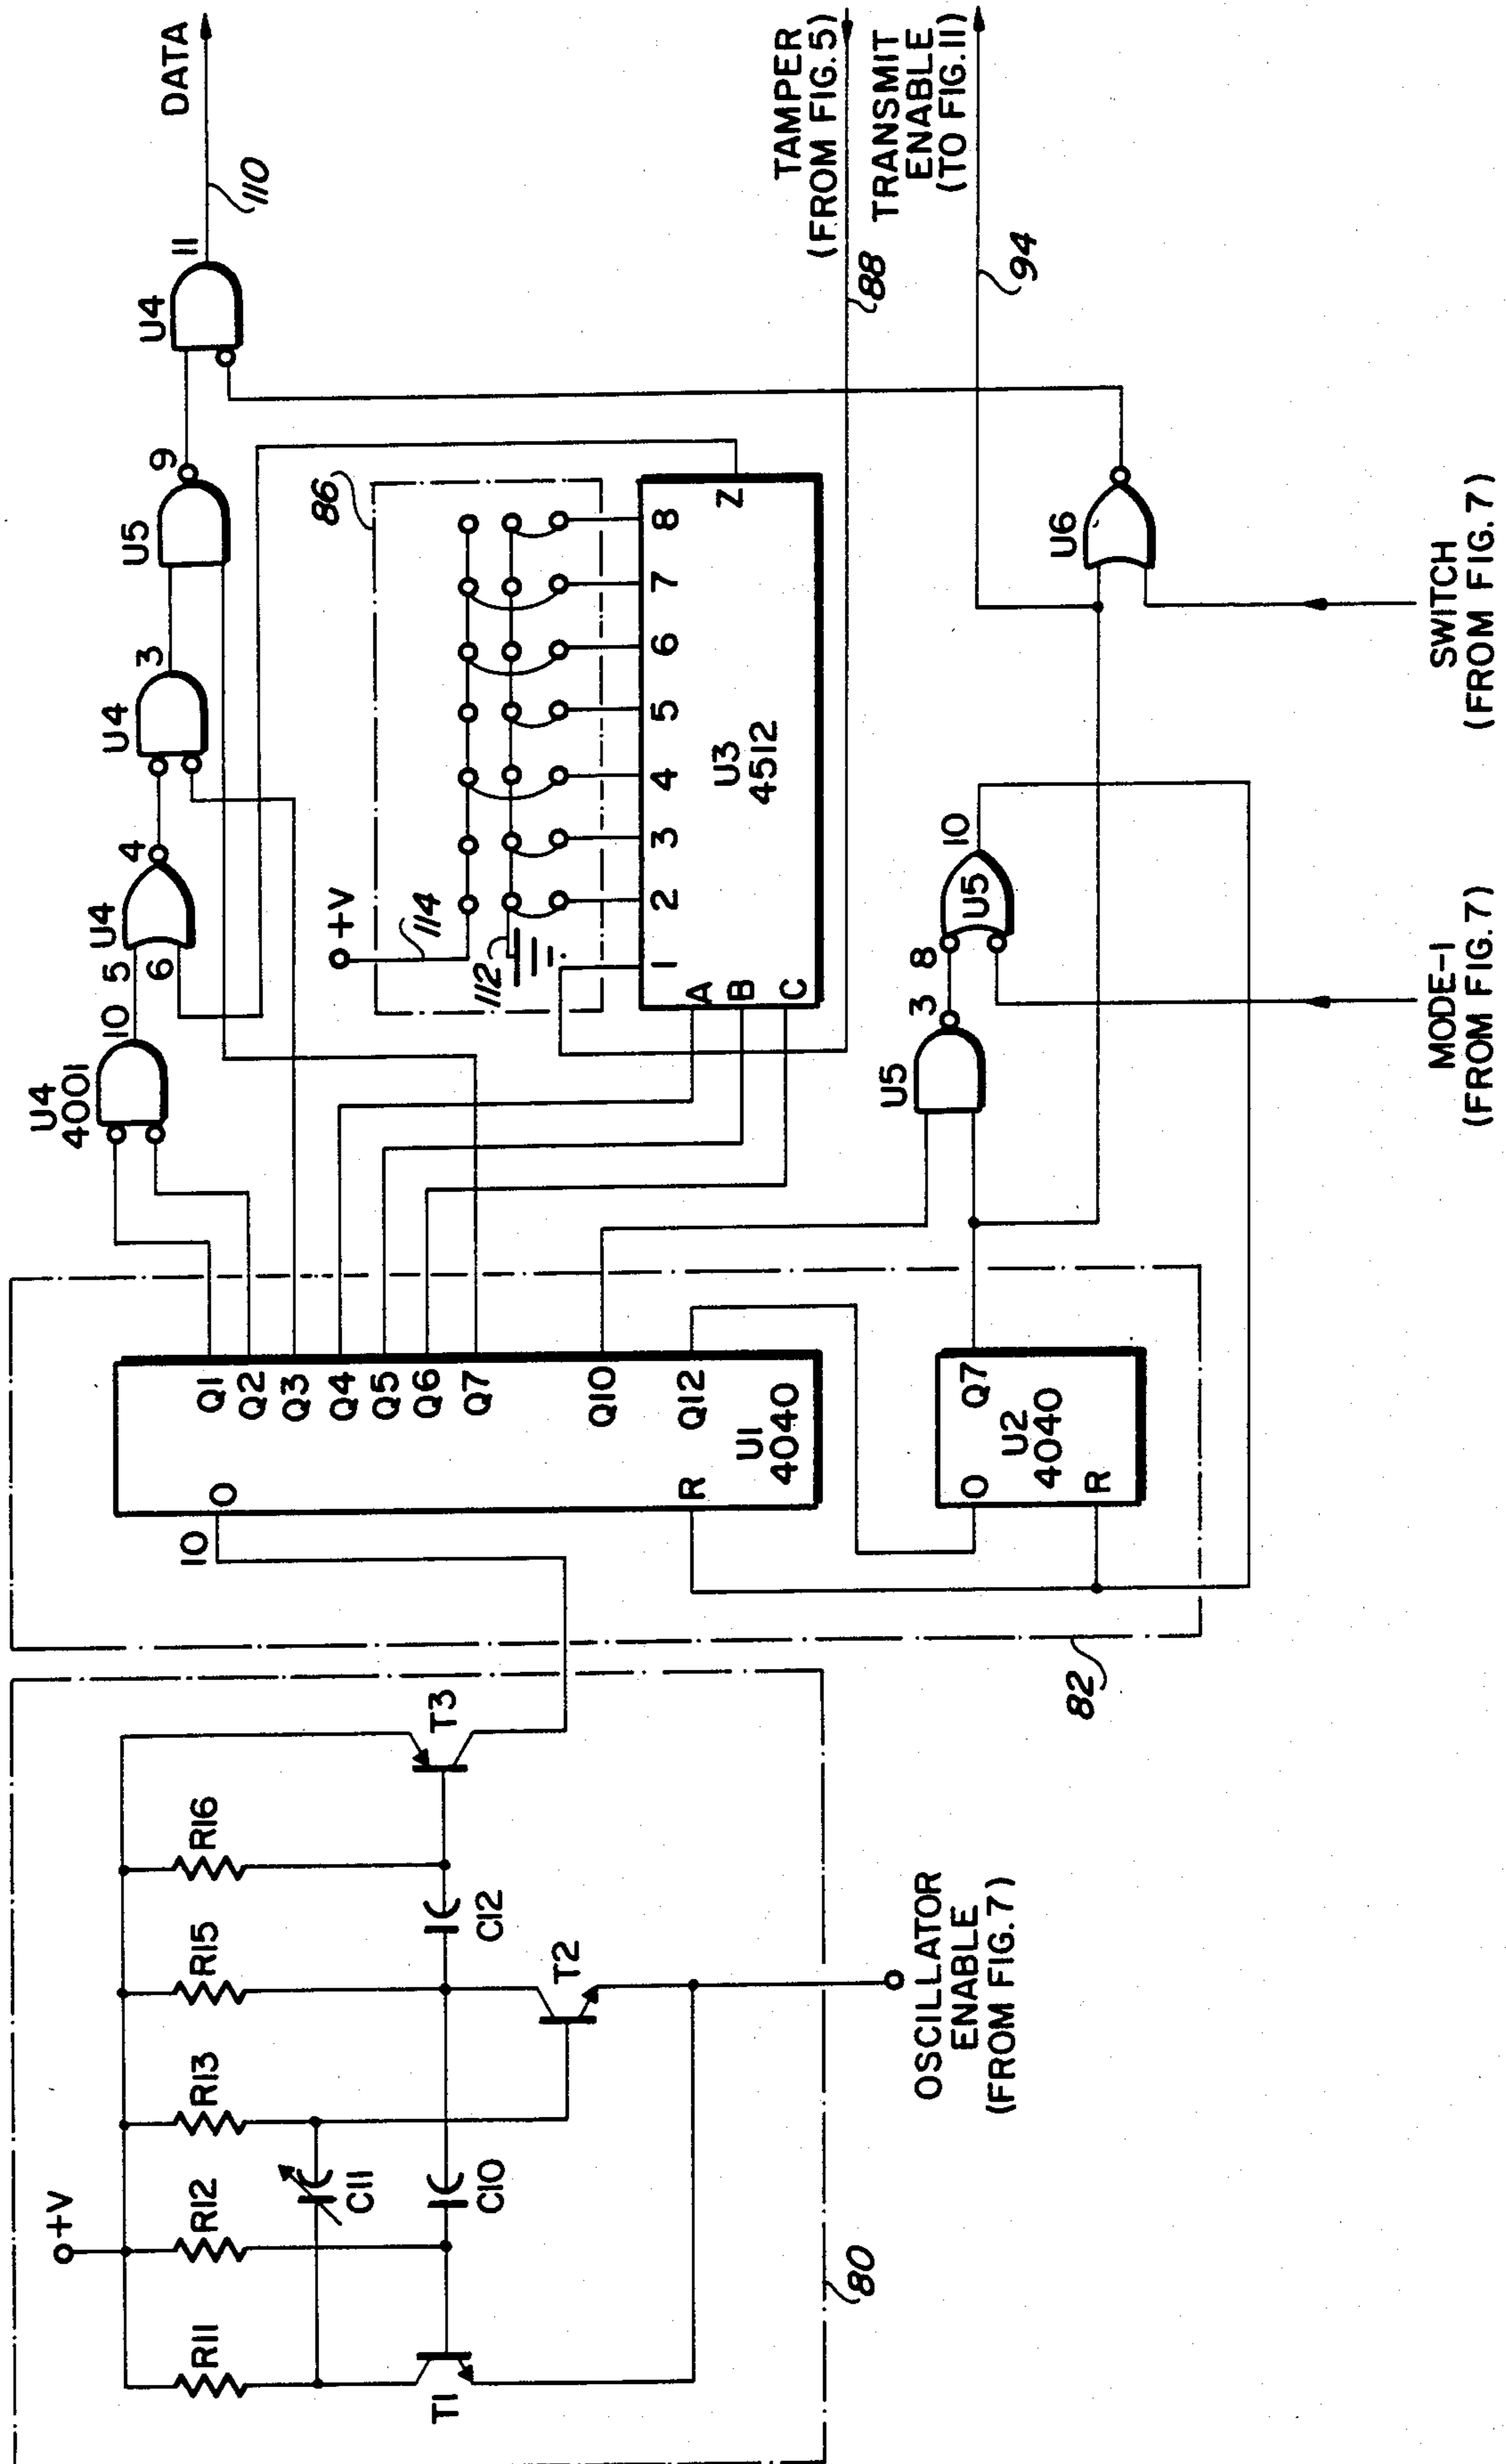 +V
R11
R12
R13
R15
R16
C11
C10
C12
T1
T2
T3
80
OSCILLATOR
ENABLE
(FROM FIG.7)
82
10
O
R
Q1
Q2
Q3
Q4
Q5
Q6
Q7
Q10
Q12
U1
4040
O
R
Q7
U2
4040
U4
4001
10
5
6
U4
4
U4
3
U5
9
U4
11
110
DATA
+V
114
112
86
1
2
3
4
5
6
7
8
A
B
C
Z
U3
4512
TAMPER
(FROM FIG.5)
88
TRANSMIT
ENABLE
(TO FIG.11)
94
U5
3
8
U5
10
U6
MODE-1
(FROM FIG.7)
SWITCH
(FROM FIG.7)